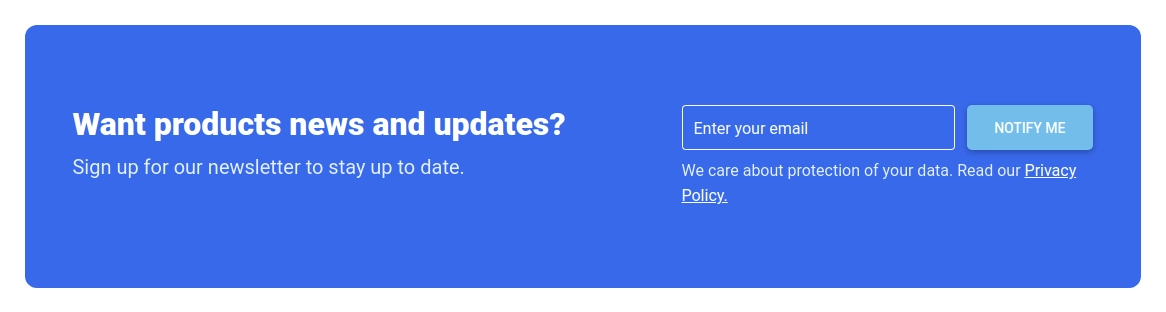 Want products news and updates?
Sign up for our newsletter to stay up to date.
Enter your email
NOTIFY ME
We care about protection of your data. Read our Privacy
Policy.